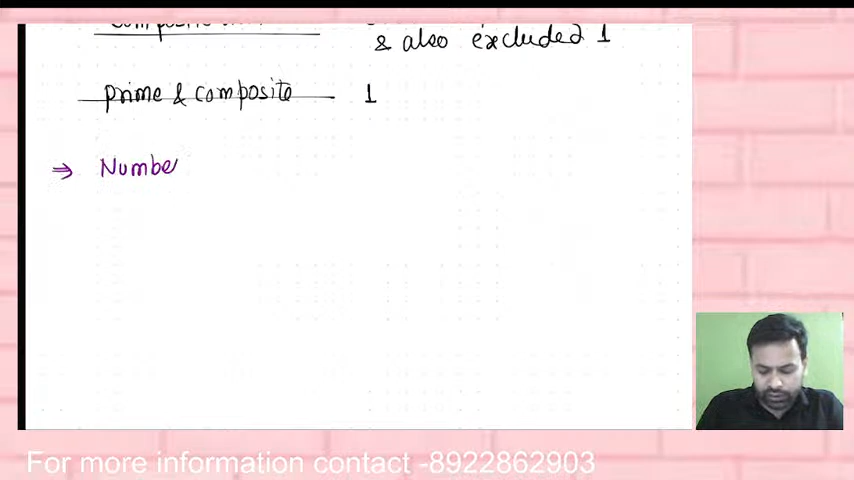 & also excluded 1
prime & composite 1
⇒ Numbe
For more information contact -8922862903